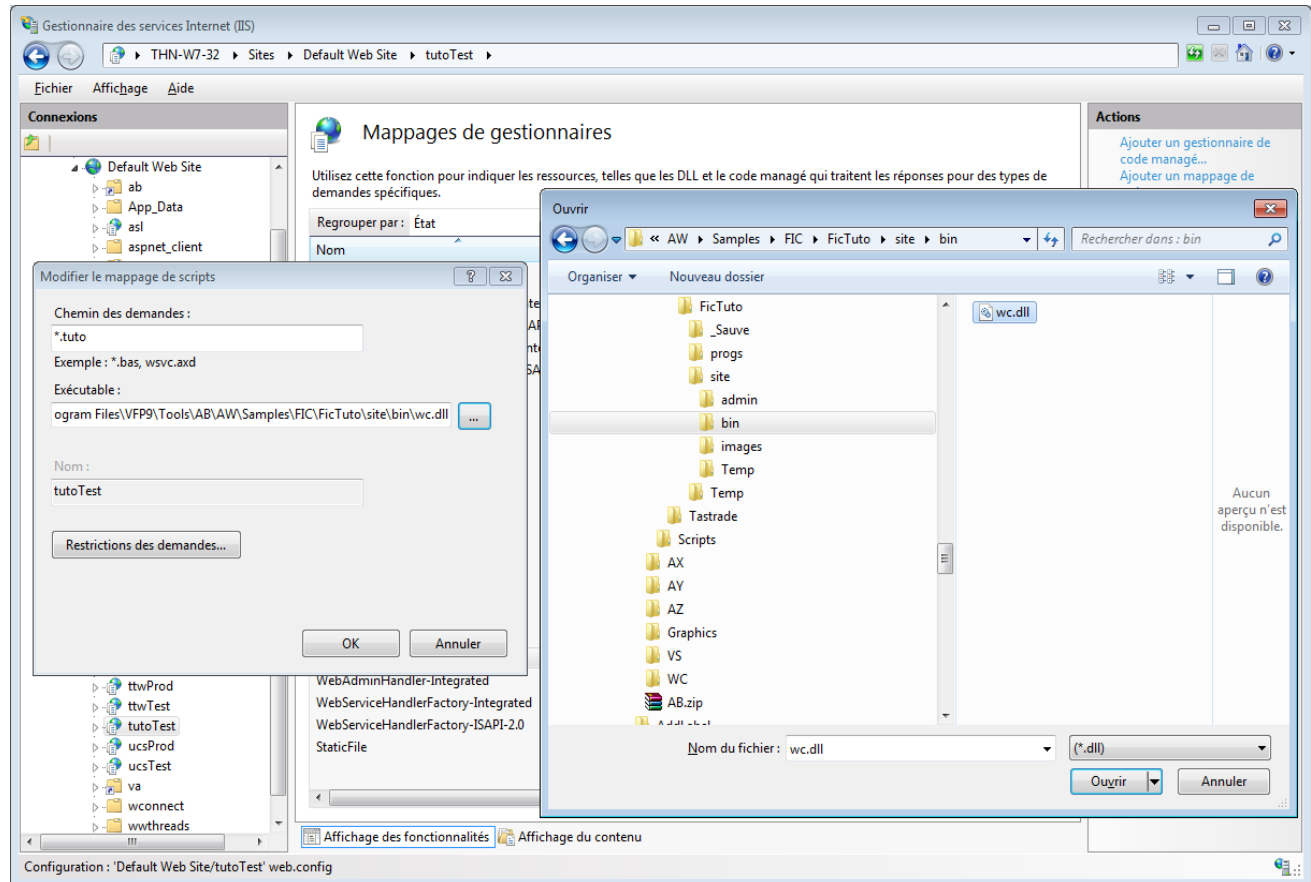 Gestionnaire des services Internet (IIS)
THN-W7-32 Sites Default Web Site tutoTest
Fichier Affichage Aide
Connexions
Default Web Site
ab
App_Data
asl
aspnet_client
Mappages de gestionnaires
Utilisez cette fonction pour indiquer les ressources, telles que les DLL et le code managé qui traitent les réponses pour des types de
demandes spécifiques.
Regrouper par : État
Nom
Actions
Ajouter un gestionnaire de
code managé...
Ajouter un mappage de
Modifier le mappage de scripts
Chemin des demandes :
*.tuto
Exemple : *.bas, wsvc.axd
Exécutable :
ogram Files\VFP9\Tools\AB\AW\Samples\FIC\FicTuto\site\bin\wc.dll ...
Nom :
tutoTest
Restrictions des demandes...
OK Annuler
Ouvrir
« AW Samples FIC FicTuto site bin
Rechercher dans : bin
Organiser Nouveau dossier
FicTuto
_Sauve
progs
site
admin
bin
images
Temp
Temp
Tastrade
Scripts
AX
AY
AZ
Graphics
VS
WC
AB.zip
wc.dll
Aucun
aperçu n'est
disponible.
Nom du fichier : wc.dll (*.dll)
Ouvrir Annuler
ttwProd
ttwTest
tutoTest
ucsProd
ucsTest
va
wconnect
wwthreads
WebAdminHandler-Integrated
WebServiceHandlerFactory-Integrated
WebServiceHandlerFactory-ISAPI-2.0
StaticFile
Affichage des fonctionnalités Affichage du contenu
Configuration : 'Default Web Site/tutoTest' web.config